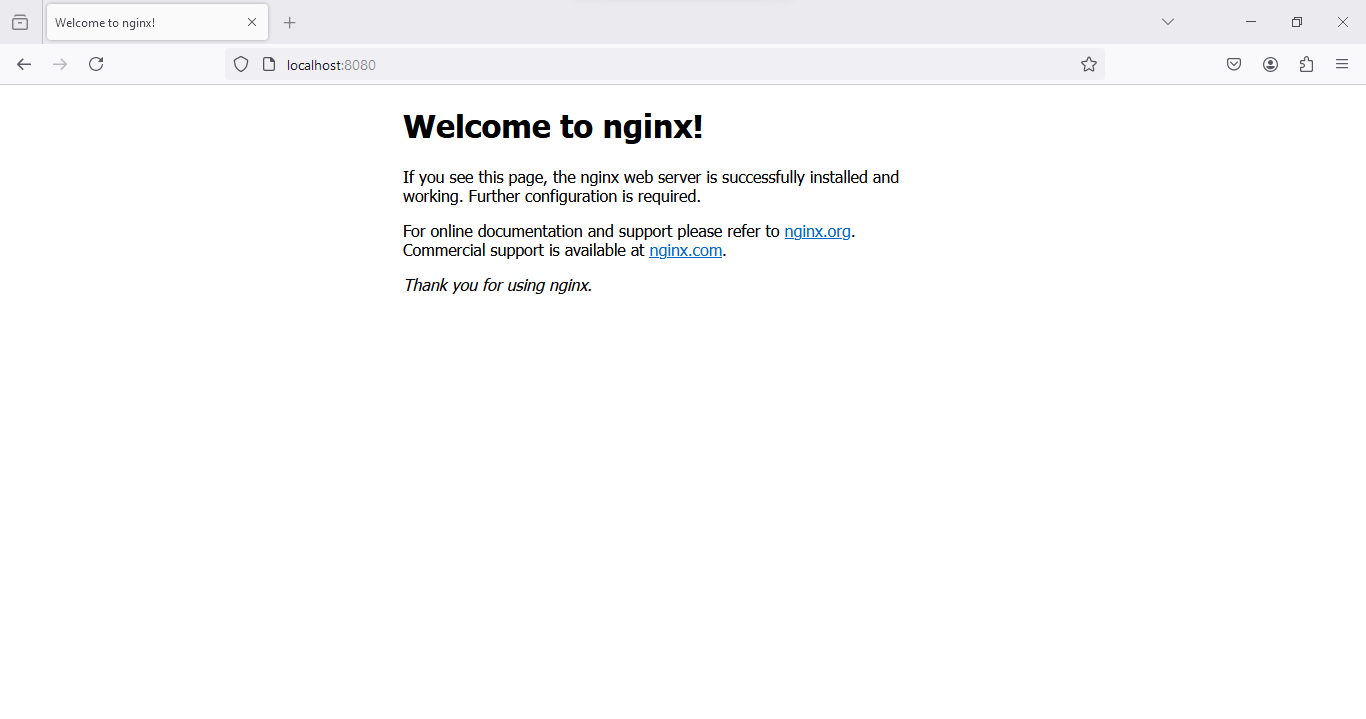 Welcome to nginx!
localhost:8080
Welcome to nginx!
If you see this page, the nginx web server is successfully installed and
working. Further configuration is required.
For online documentation and support please refer to nginx.org.
Commercial support is available at nginx.com.
Thank you for using nginx.